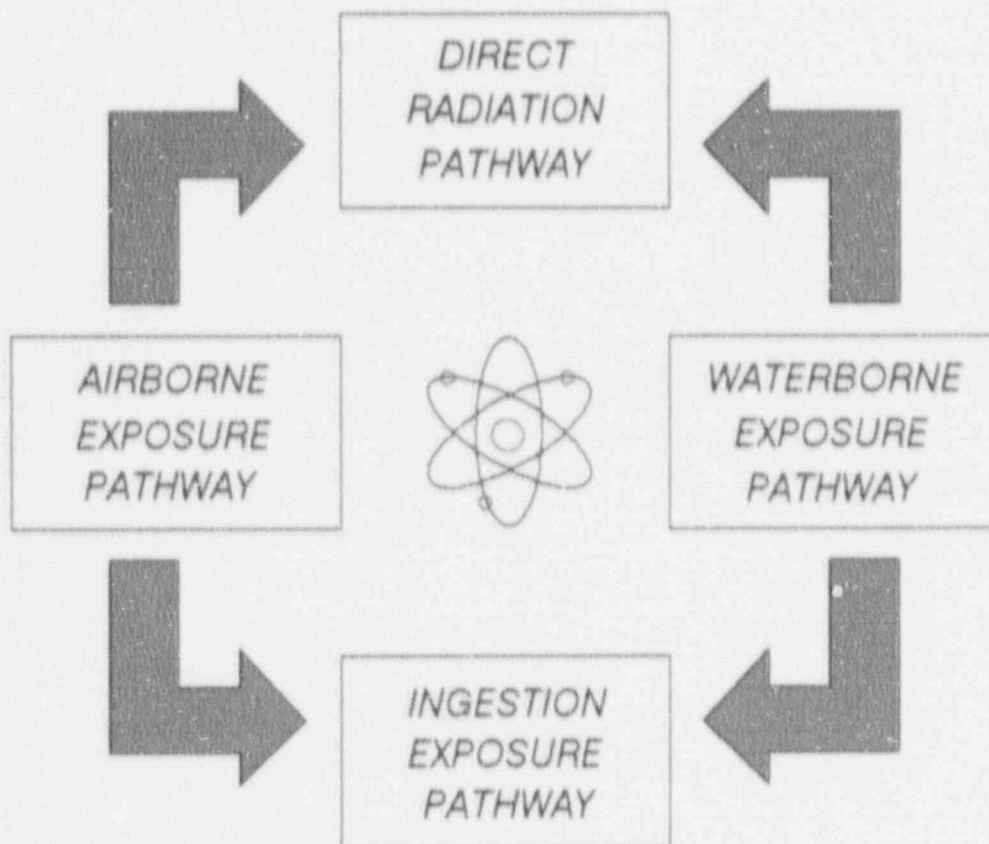 DIRECT
RADIATION
PATHWAY
AIRBORNE
EXPOSURE
PATHWAY
WATERBORNE
EXPOSURE
PATHWAY
INGESTION
EXPOSURE
PATHWAY